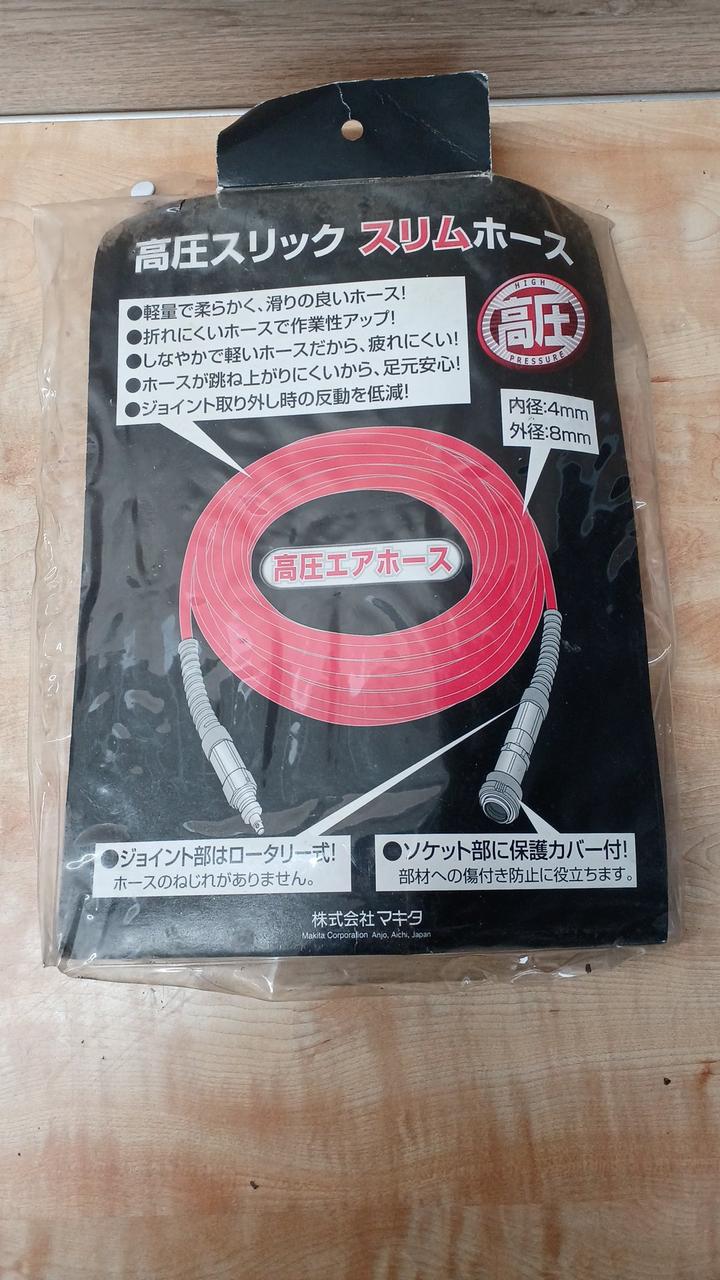 高圧スリック スリムホース
●軽量で柔らかく、滑りの良いホース!
●折れにくいホースで作業性アップ!
●しなやかで軽いホースだから、疲れにくい!
●ホースが跳ね上がりにくいから、足元安心!
●ジョイント取り外し時の反動を低減!
HIGH
高圧
PRESSURE
内径:4mm
外径:8mm
高圧エアホース
●ジョイント部はロータリー式!
ホースのねじれがありません。
●ソケット部に保護カバー付!
部材への傷付き防止に役立ちます。
株式会社マキタ
Makita Corporation Anjo, Aichi, Japan